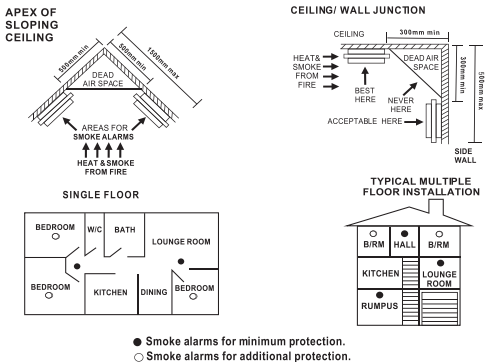 APEX OF
SLOPING
CEILING
500mm min
500mm min
1500mm max
DEAD
AIR SPACE
AREAS FOR
SMOKE ALARMS
HEAT & SMOKE
FROM FIRE
CEILING/ WALL JUNCTION
300mm min
CEILING
HEAT&
SMOKE
FROM
FIRE
DEAD AIR
SPACE
300mm min
500mm max
BEST
HERE
NEVER
HERE
ACCEPTABLE HERE
SIDE
WALL
SINGLE FLOOR
BEDROOM
W/C
BATH
LOUNGE ROOM
BEDROOM
KITCHEN
DINING
BEDROOM
TYPICAL MULTIPLE
FLOOR INSTALLATION
B/RM
HALL
B/RM
KITCHEN
LOUNGE
ROOM
RUMPUS
Smoke alarms for minimum protection.
Smoke alarms for additional protection.